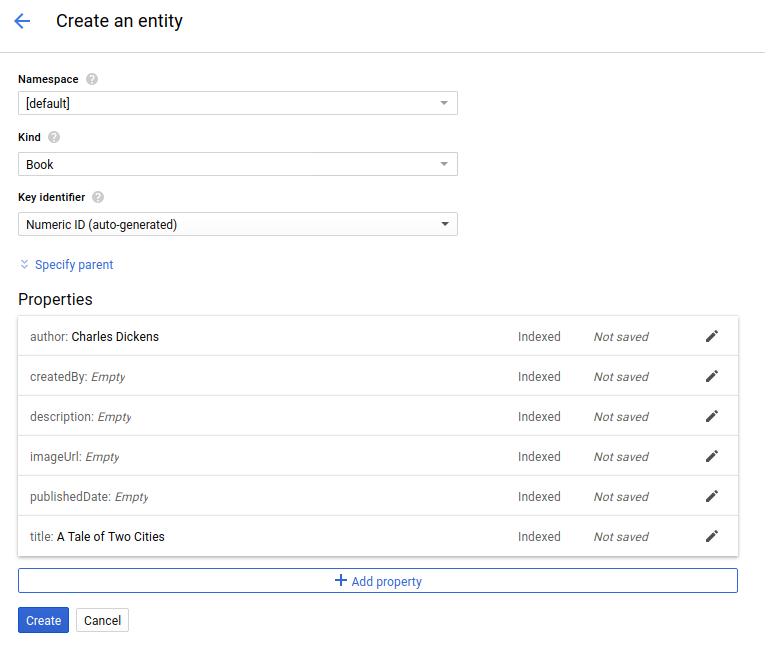 Create an entity
Namespace
[default]
Kind
Book
Key identifier
Numeric ID (auto-generated)
Specify parent
Properties
author: Charles Dickens Indexed Not saved
createdBy: Empty Indexed Not saved
description: Empty Indexed Not saved
imageUrl: Empty Indexed Not saved
publishedDate: Empty Indexed Not saved
title: A Tale of Two Cities Indexed Not saved
Add property
Create Cancel